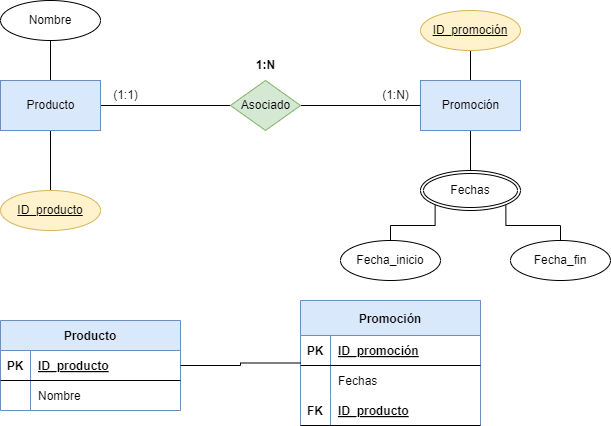 Nombre
ID_promoción
1:N
Producto
(1:1)
Asociado
(1:N)
Promoción
ID_producto
Fechas
Fecha_inicio
Fecha_fin
Producto
PK ID_producto
Nombre
Promoción
PK ID_promoción
Fechas
FK ID_producto